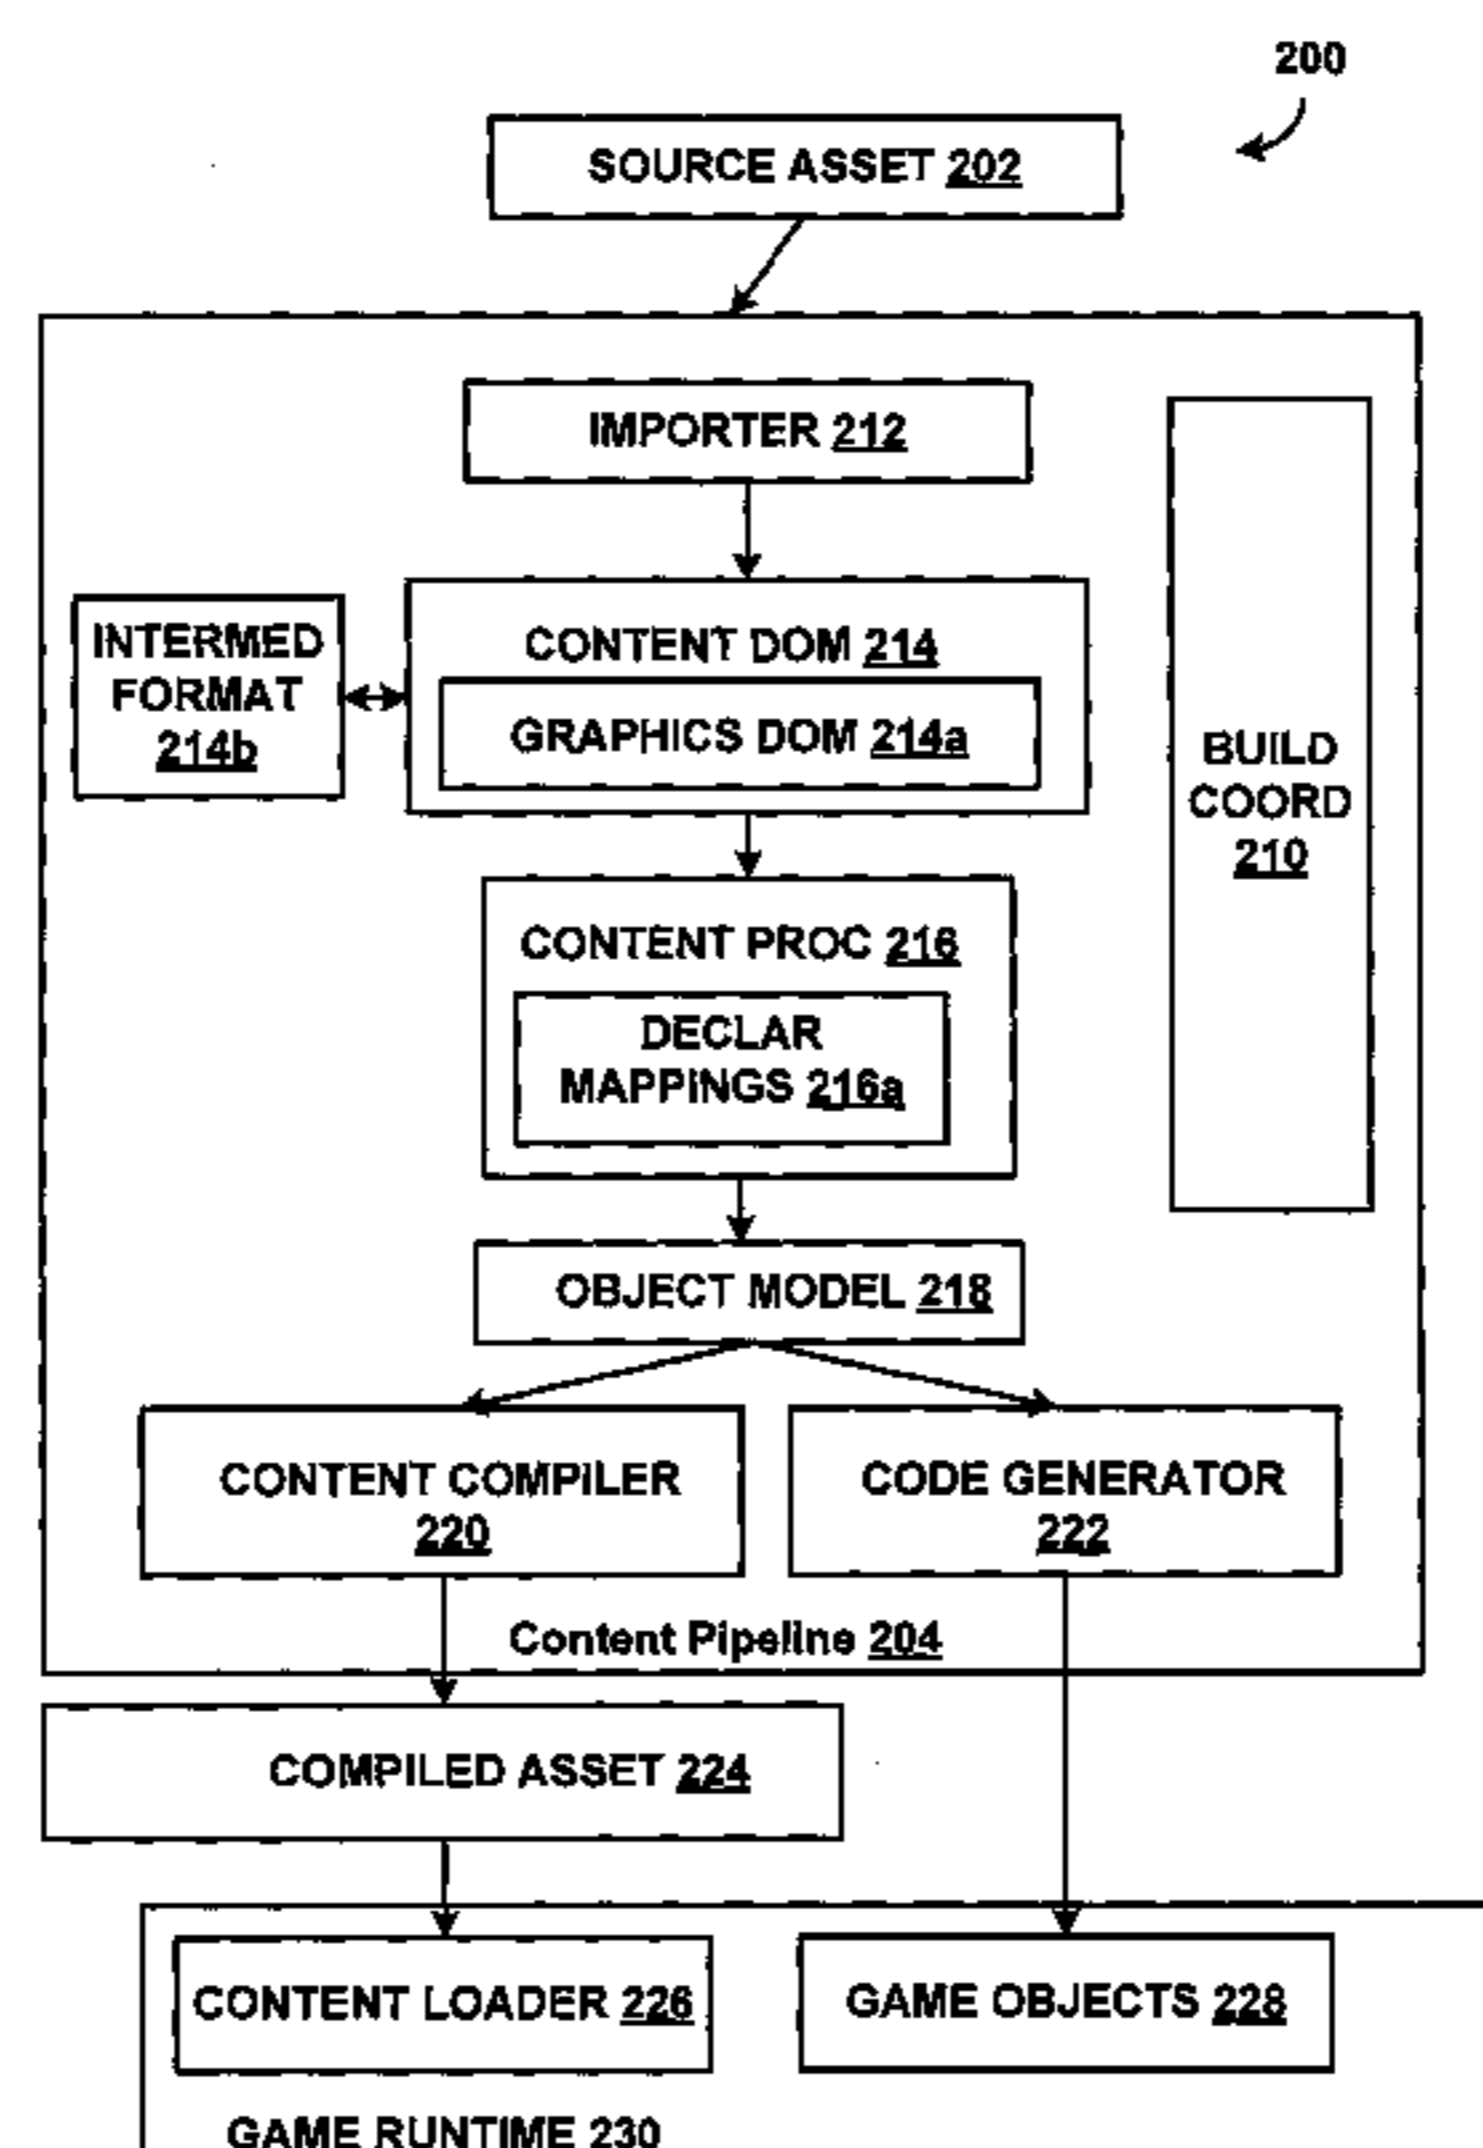 200
SOURCE ASSET 202
IMPORTER 212
INTERMED
FORMAT
214b
CONTENT DOM 214
GRAPHICS DOM 214a
BUILD
COORD
210
CONTENT PROC 216
DECLAR
MAPPINGS 216a
OBJECT MODEL 218
CONTENT COMPILER
220
CODE GENERATOR
222
Content Pipeline 204
COMPILED ASSET 224
CONTENT LOADER 226
GAME OBJECTS 228
GAME RUNTIME 230